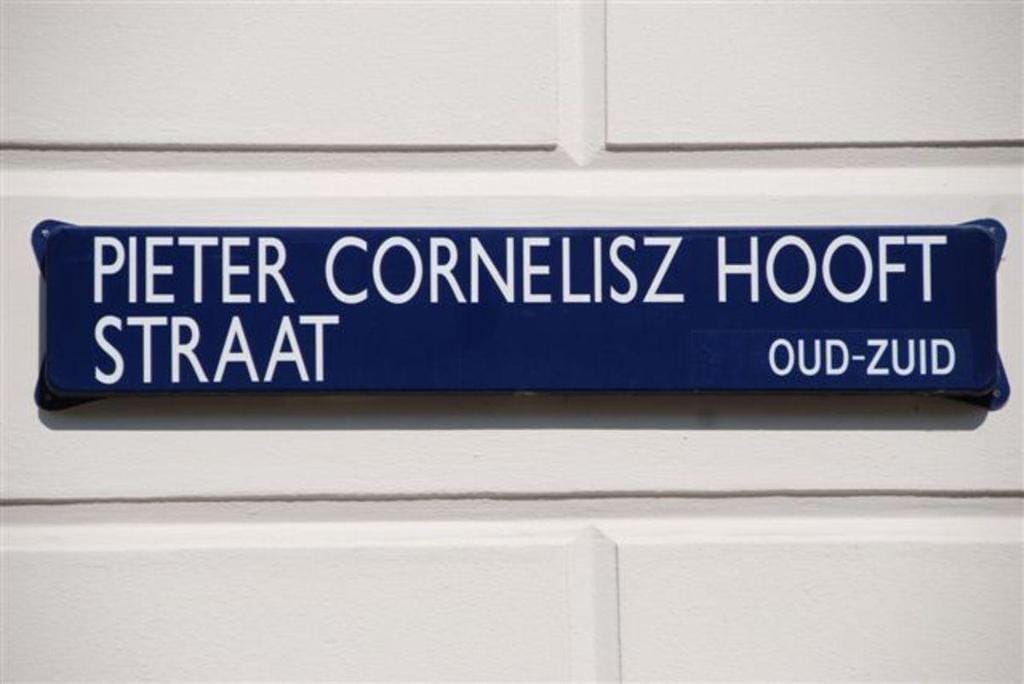 PIETER CORNELISZ HOOFT
STRAAT
OUD-ZUID